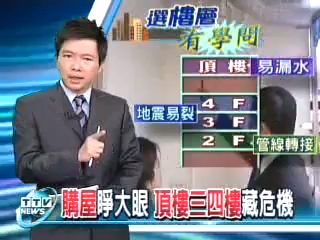 選樓層
有學問
頂樓 易漏水
4 F
地震易裂 3 F
2 F 管線轉接
TTV
NEWS
購屋睜大眼 頂樓三四樓藏危機